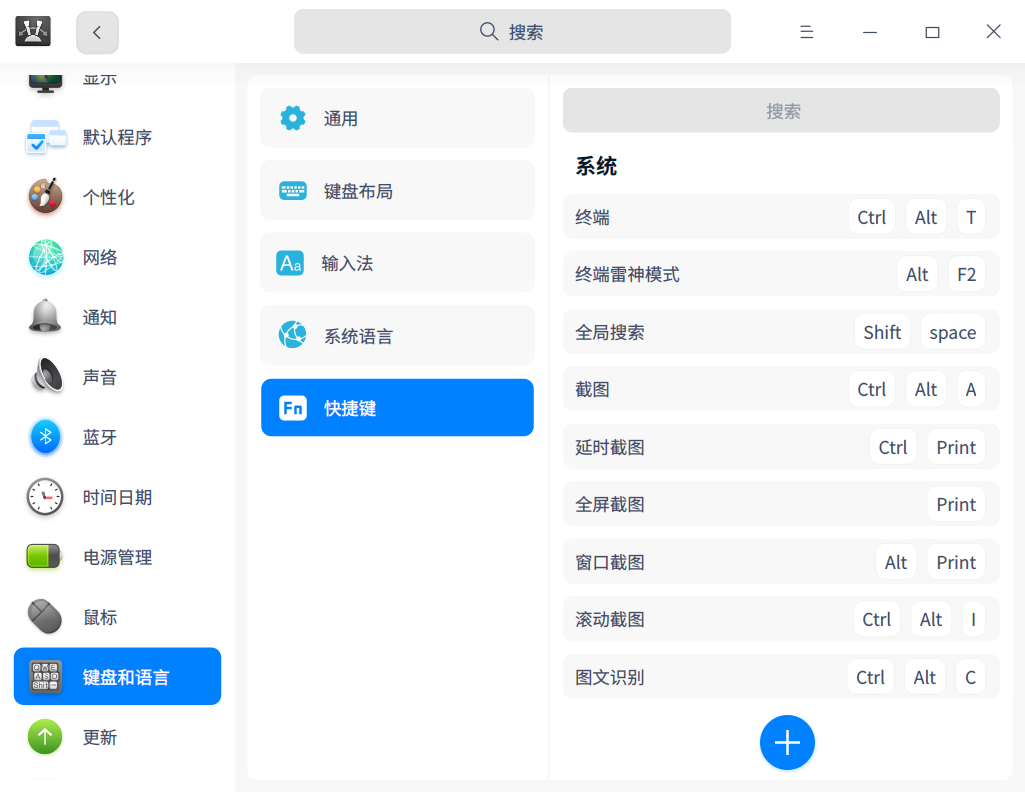 搜索
显示
默认程序
个性化
网络
通知
声音
蓝牙
时间日期
电源管理
鼠标
键盘和语言
更新
通用
键盘布局
Aa 输入法
系统语言
Fn 快捷键
搜索
系统
终端 Ctrl Alt T
终端雷神模式 Alt F2
全局搜索 Shift space
截图 Ctrl Alt A
延时截图 Ctrl Print
全屏截图 Print
窗口截图 Alt Print
滚动截图 Ctrl Alt I
图文识别 Ctrl Alt C